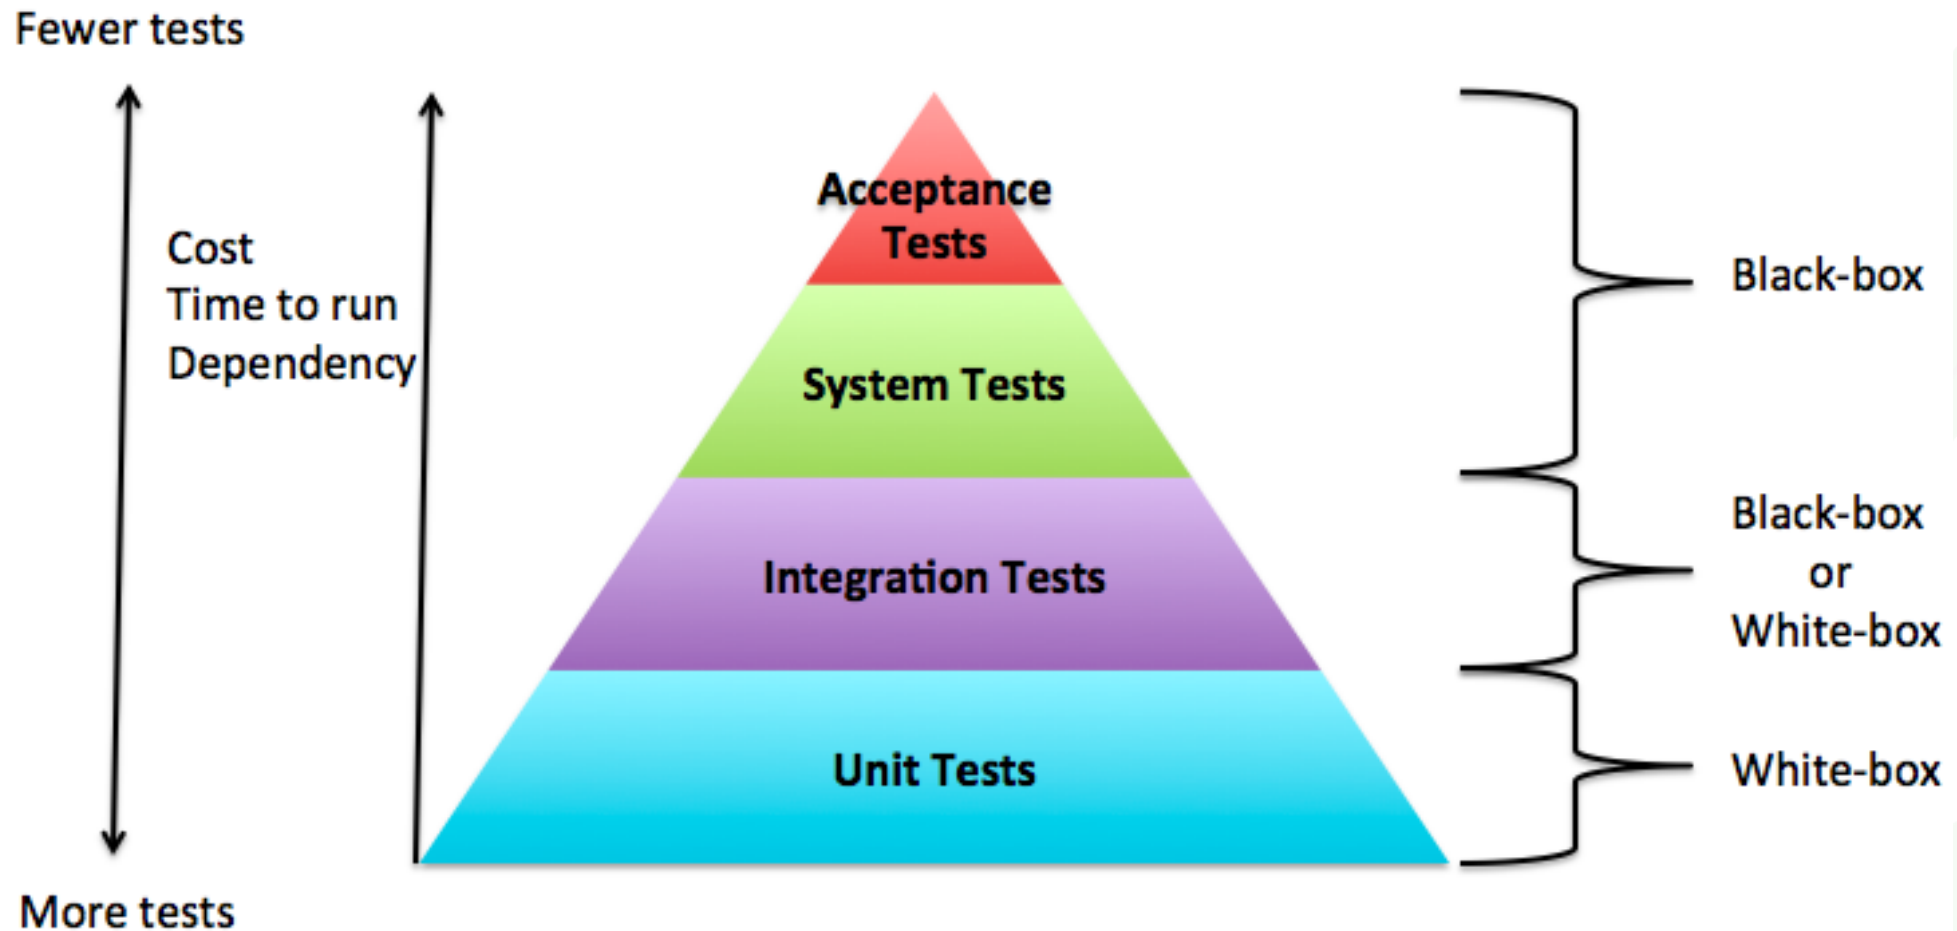 Fewer tests
Cost
Time to run
Dependency
Acceptance
Tests
System Tests
Integration Tests
Unit Tests
Black-box
Black-box
or
White-box
White-box
More tests